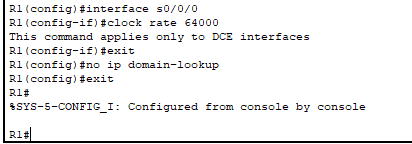 R1(config)#interface s0/0/0
R1(config-if)#clock rate 64000
This command applies only to DCE interfaces
R1(config-if)#exit
R1(config)#no ip domain-lookup
R1(config)#exit
R1#
%SYS-5-CONFIG_I: Configured from console by console
R1#